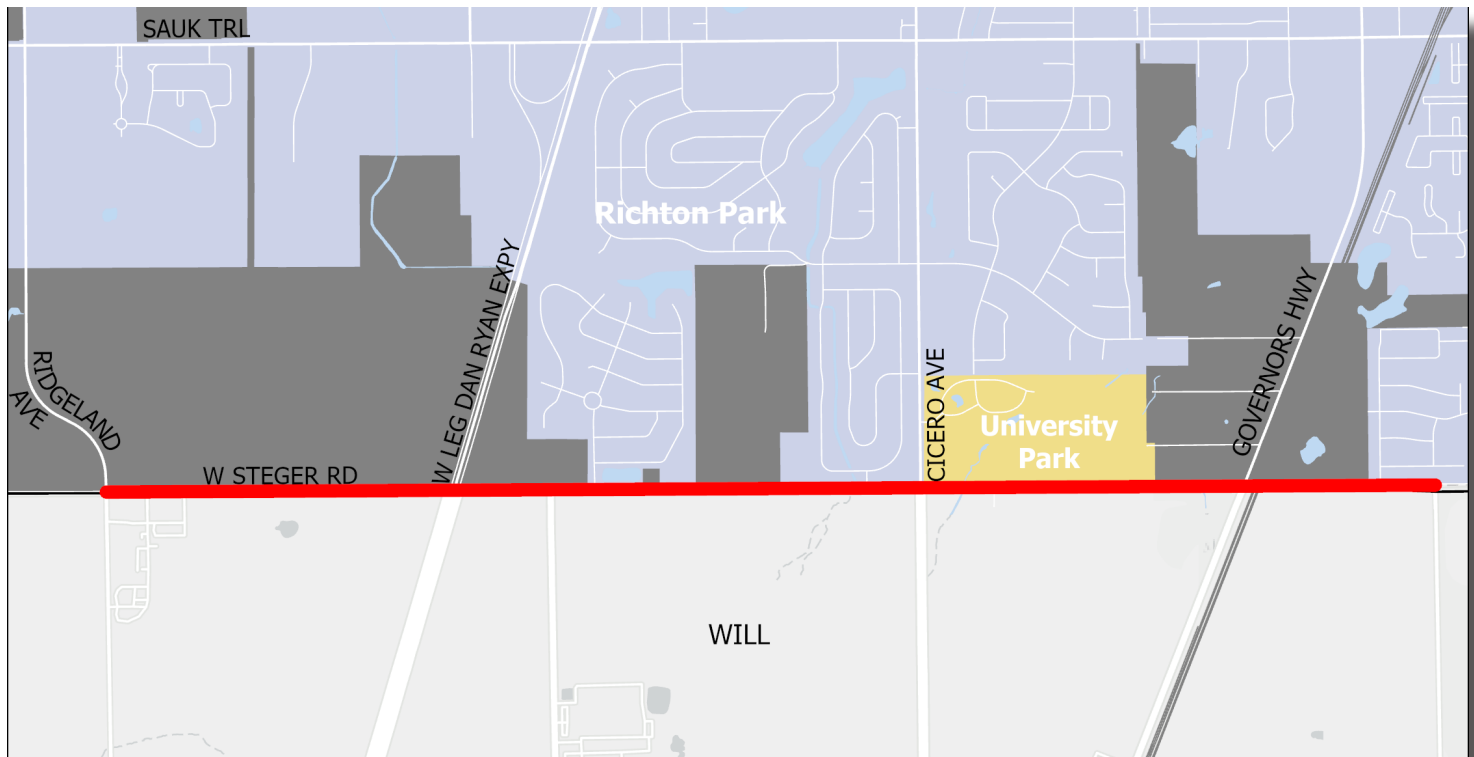 SAUK TRL
Richton Park
W LEG DAN RYAN EXPY
GOVERNORS HWY
RIDGELAND
AVE
CICERO AVE
University
Park
W STEGER RD
WILL